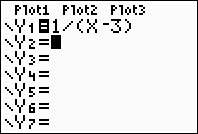 Plot1 Plot2 Plot3
\Y₁=1/(X-3)
\Y₂=
\Y₃=
\Y₄=
\Y₅=
\Y₆=
\Y₇=